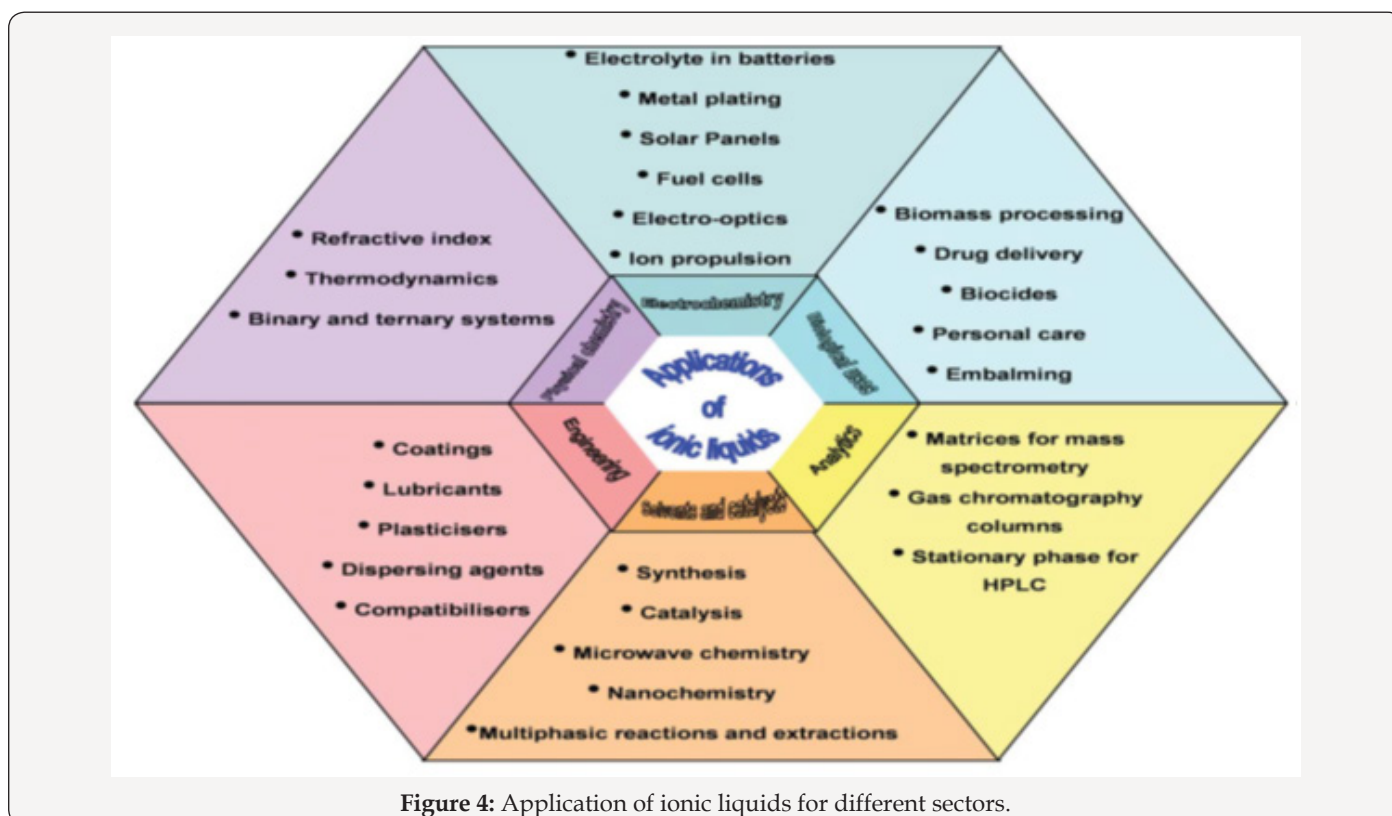 • Electrolyte in batteries
• Metal plating
• Solar Panels
• Fuel cells
• Electro-optics
• Ion propulsion
Electrochemistry
• Refractive index
• Thermodynamics
• Binary and ternary systems
Physical chemistry
• Biomass processing
• Drug delivery
• Biocides
• Personal care
• Embalming
Biological uses
Applications
of
ionic liquids
• Coatings
• Lubricants
• Plasticisers
• Dispersing agents
• Compatibilisers
Engineering
• Matrices for mass
spectrometry
• Gas chromatography
columns
• Stationary phase for
HPLC
Analytics
Solvents and catalysts
• Synthesis
• Catalysis
• Microwave chemistry
• Nanochemistry
• Multiphasic reactions and extractions
Figure 4: Application of ionic liquids for different sectors.